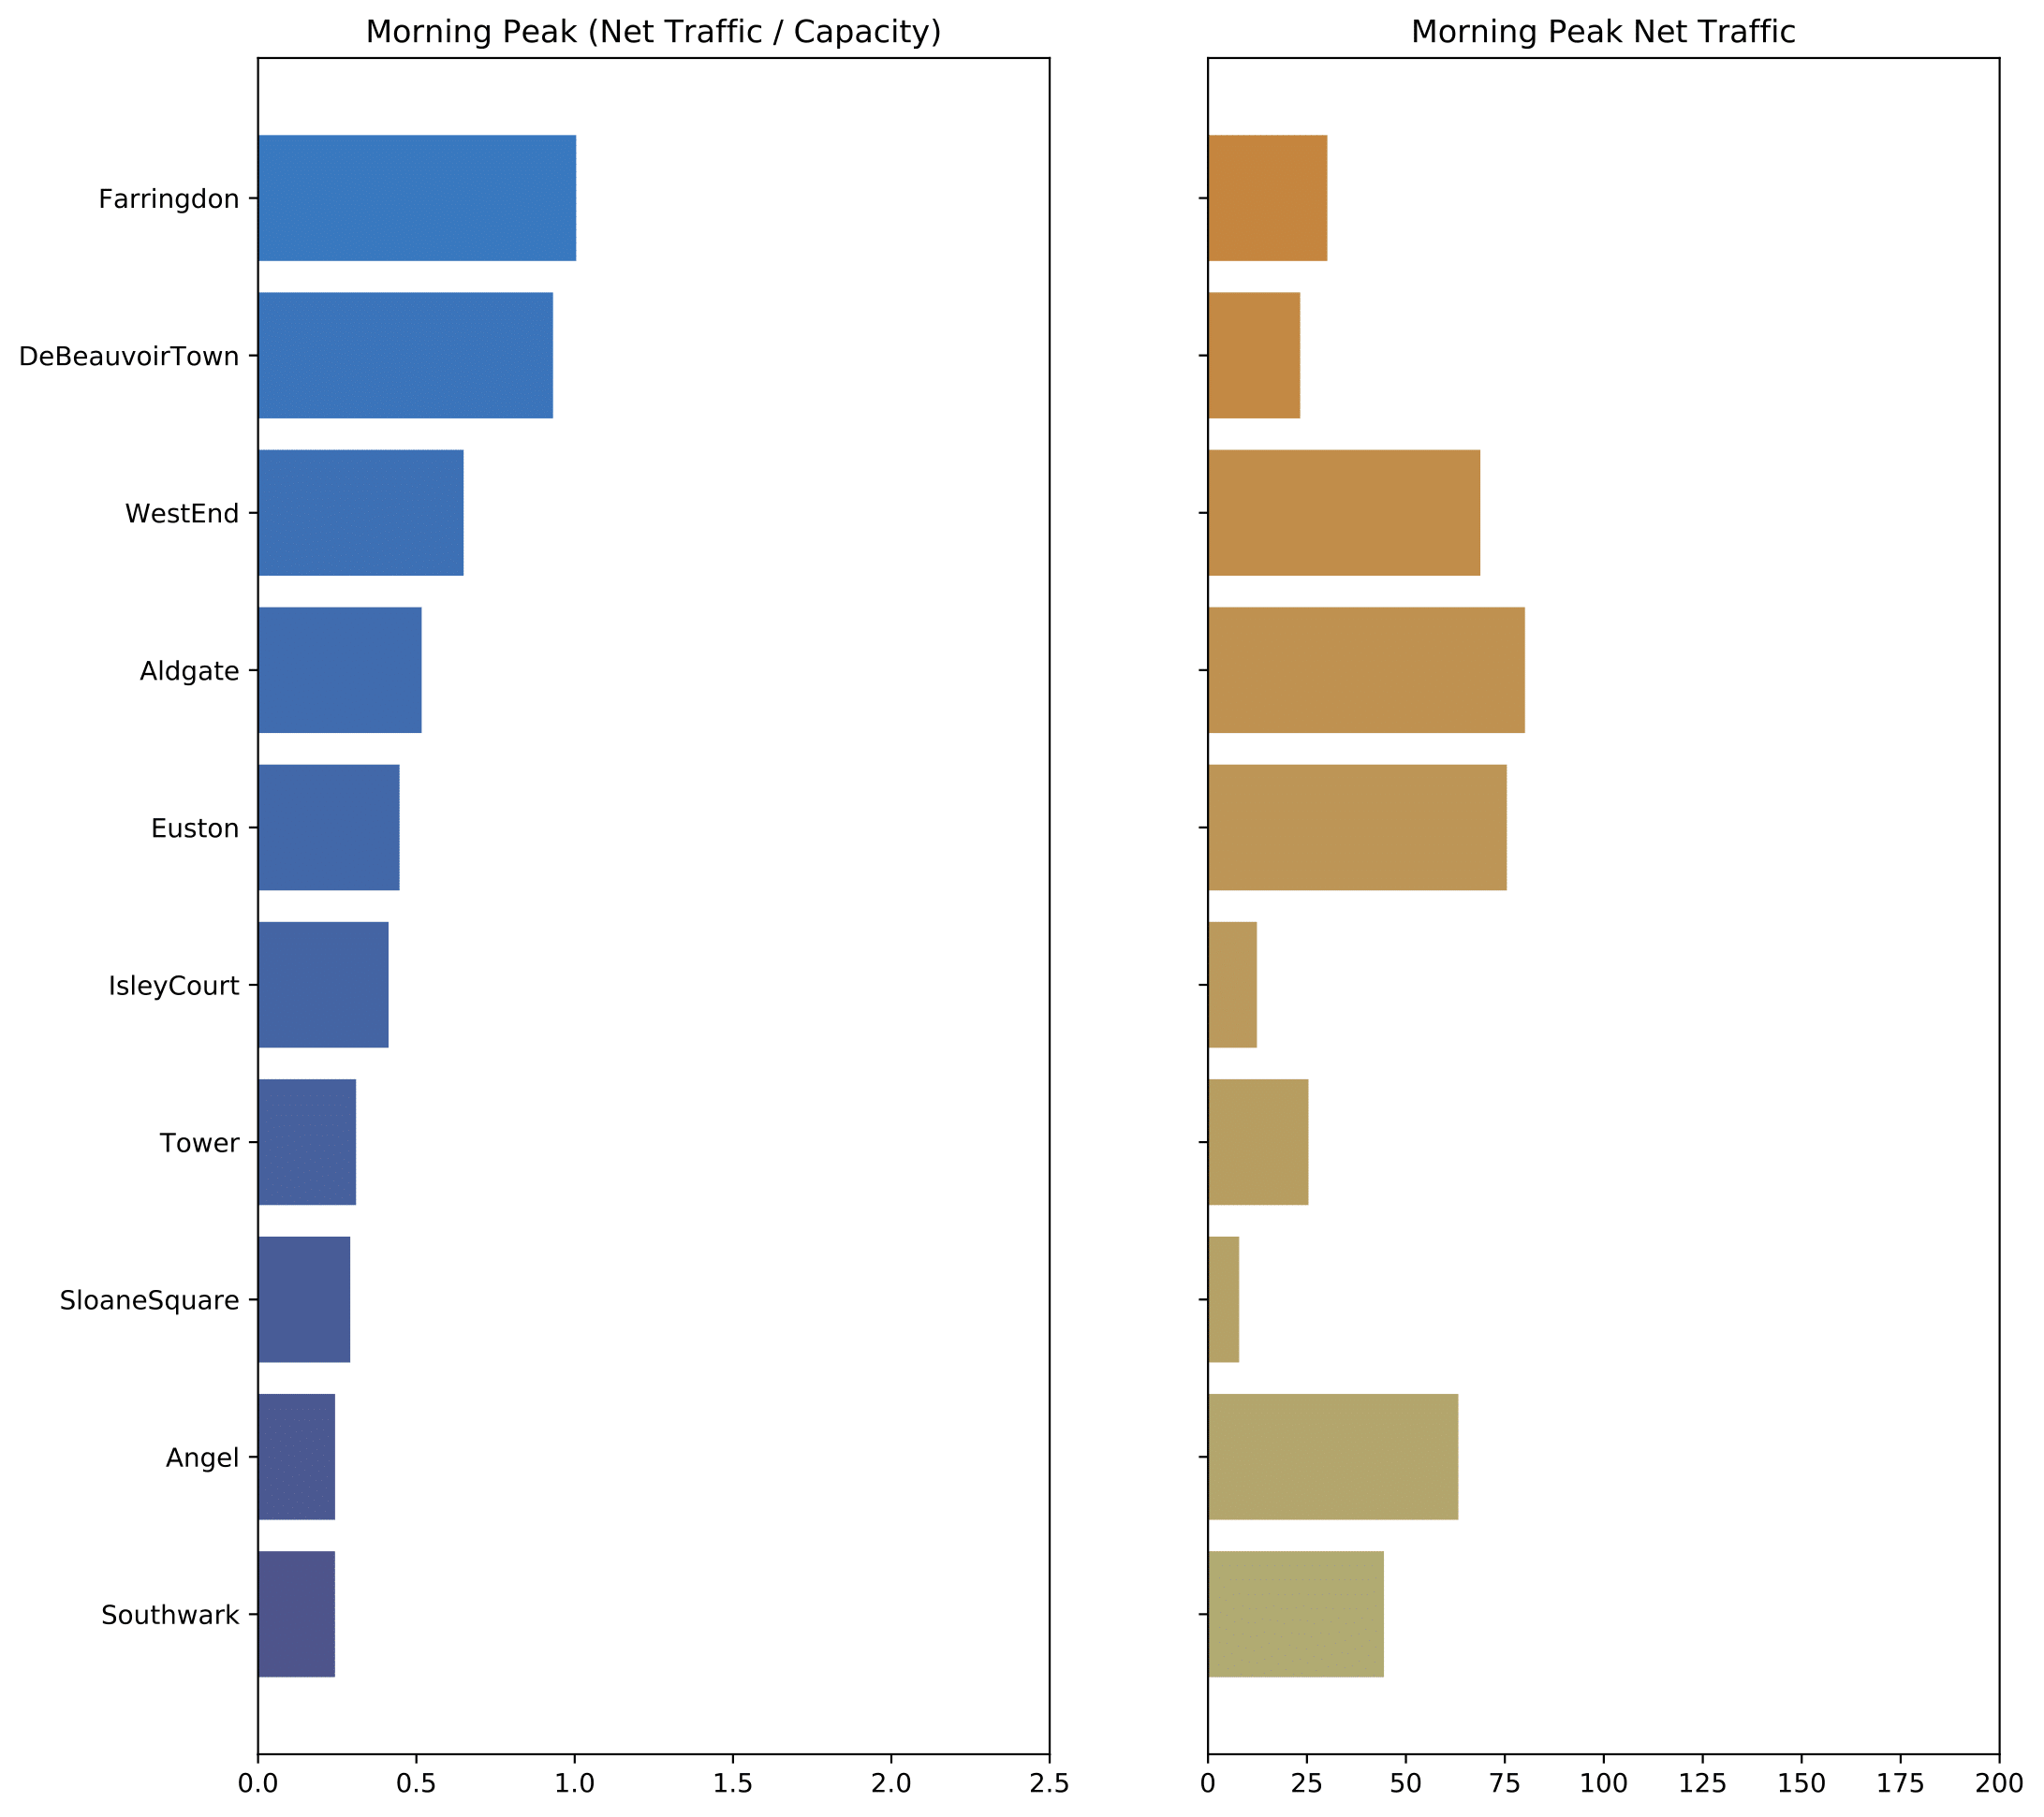 Morning Peak (Net Traffic / Capacity)
Farringdon
DeBeauvoirTown
WestEnd
Aldgate
Euston
IsleyCourt
Tower
SloaneSquare
Angel
Southwark
0.0 0.5 1.0 1.5 2.0 2.5
Morning Peak Net Traffic
0 25 50 75 100 125 150 175 200